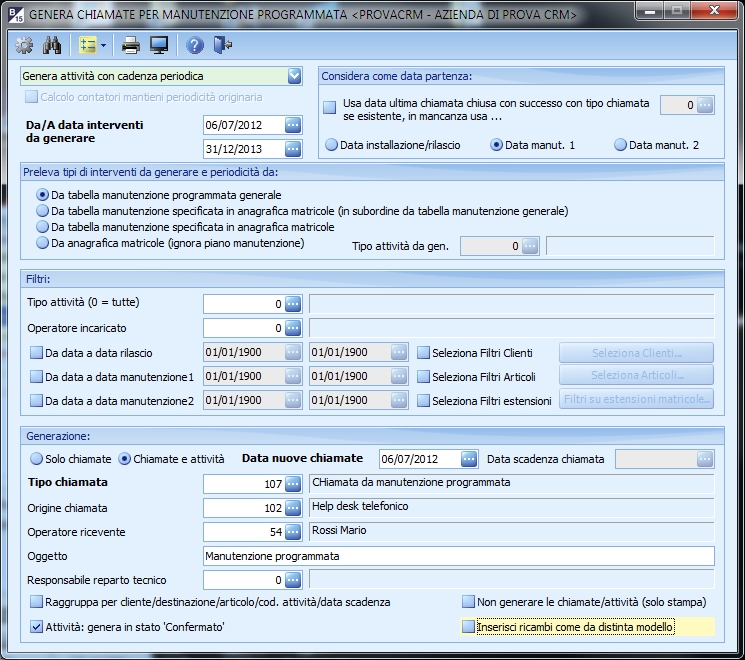 GENERA CHIAMATE PER MANUTENZIONE PROGRAMMATA <PROVACRM - AZIENDA DI PROVA CRM>
Genera attività con cadenza periodica
Calcolo contatori mantieni periodicità originaria
Da/A data interventi
da generare
06/07/2012
31/12/2013
Considera come data partenza:
Usa data ultima chiamata chiusa con successo con tipo chiamata
se esistente, in mancanza usa ...
0
Data installazione/rilascio
Data manut. 1
Data manut. 2
Preleva tipi di interventi da generare e periodicità da:
Da tabella manutenzione programmata generale
Da tabella manutenzione specificata in anagrafica matricole (in subordine da tabella manutenzione generale)
Da tabella manutenzione specificata in anagrafica matricole
Da anagrafica matricole (ignora piano manutenzione)
Tipo attività da gen.
0
Filtri:
Tipo attività (0 = tutte)
0
Operatore incaricato
0
Da data a data rilascio
01/01/1900
01/01/1900
Seleziona Filtri Clienti
Seleziona Clienti...
Da data a data manutenzione1
01/01/1900
01/01/1900
Seleziona Filtri Articoli
Seleziona Articoli...
Da data a data manutenzione2
01/01/1900
01/01/1900
Seleziona Filtri estensioni
Filtri su estensioni matricole...
Generazione:
Solo chiamate
Chiamate e attività
Data nuove chiamate
06/07/2012
Data scadenza chiamata
Tipo chiamata
107
CHiamata da manutenzione programmata
Origine chiamata
102
Help desk telefonico
Operatore ricevente
54
Rossi Mario
Oggetto
Manutenzione programmata
Responsabile reparto tecnico
0
Raggruppa per cliente/destinazione/articolo/cod. attività/data scadenza
Non generare le chiamate/attività (solo stampa)
Attività: genera in stato 'Confermato'
Inserisci ricambi come da distinta modello